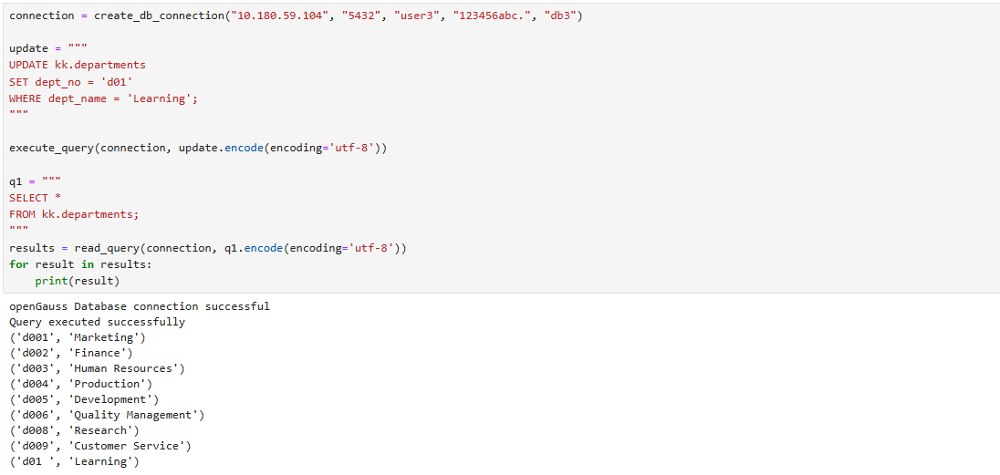 connection = create_db_connection("10.180.59.104", "5432", "user3", "123456abc.", "db3")
update = """
UPDATE kk.departments
SET dept_no = 'd01'
WHERE dept_name = 'Learning';
"""
execute_query(connection, update.encode(encoding='utf-8'))
q1 = """
SELECT *
FROM kk.departments;
"""
results = read_query(connection, q1.encode(encoding='utf-8'))
for result in results:
    print(result)
openGauss Database connection successful
Query executed successfully
('d001', 'Marketing')
('d002', 'Finance')
('d003', 'Human Resources')
('d004', 'Production')
('d005', 'Development')
('d006', 'Quality Management')
('d008', 'Research')
('d009', 'Customer Service')
('d01 ', 'Learning')